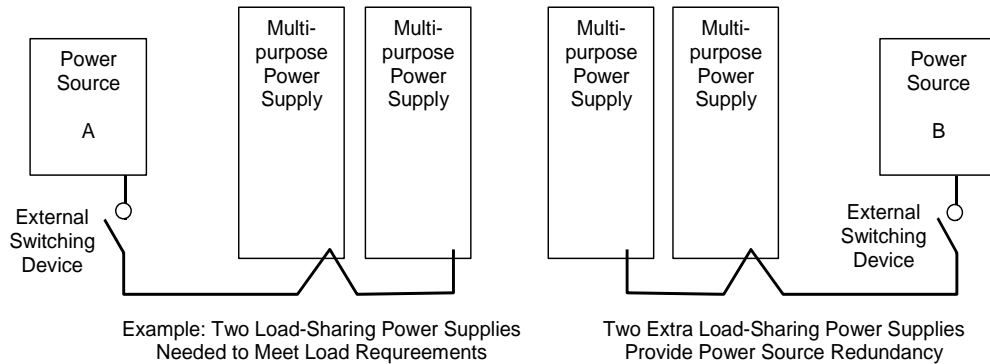 Power
Source
A
Multi-
purpose
Power
Supply
Multi-
purpose
Power
Supply
Multi-
purpose
Power
Supply
Multi-
purpose
Power
Supply
Power
Source
B
External
Switching
Device
External
Switching
Device
Example: Two Load-Sharing Power Supplies
Needed to Meet Load Requreements
Two Extra Load-Sharing Power Supplies
Provide Power Source Redundancy